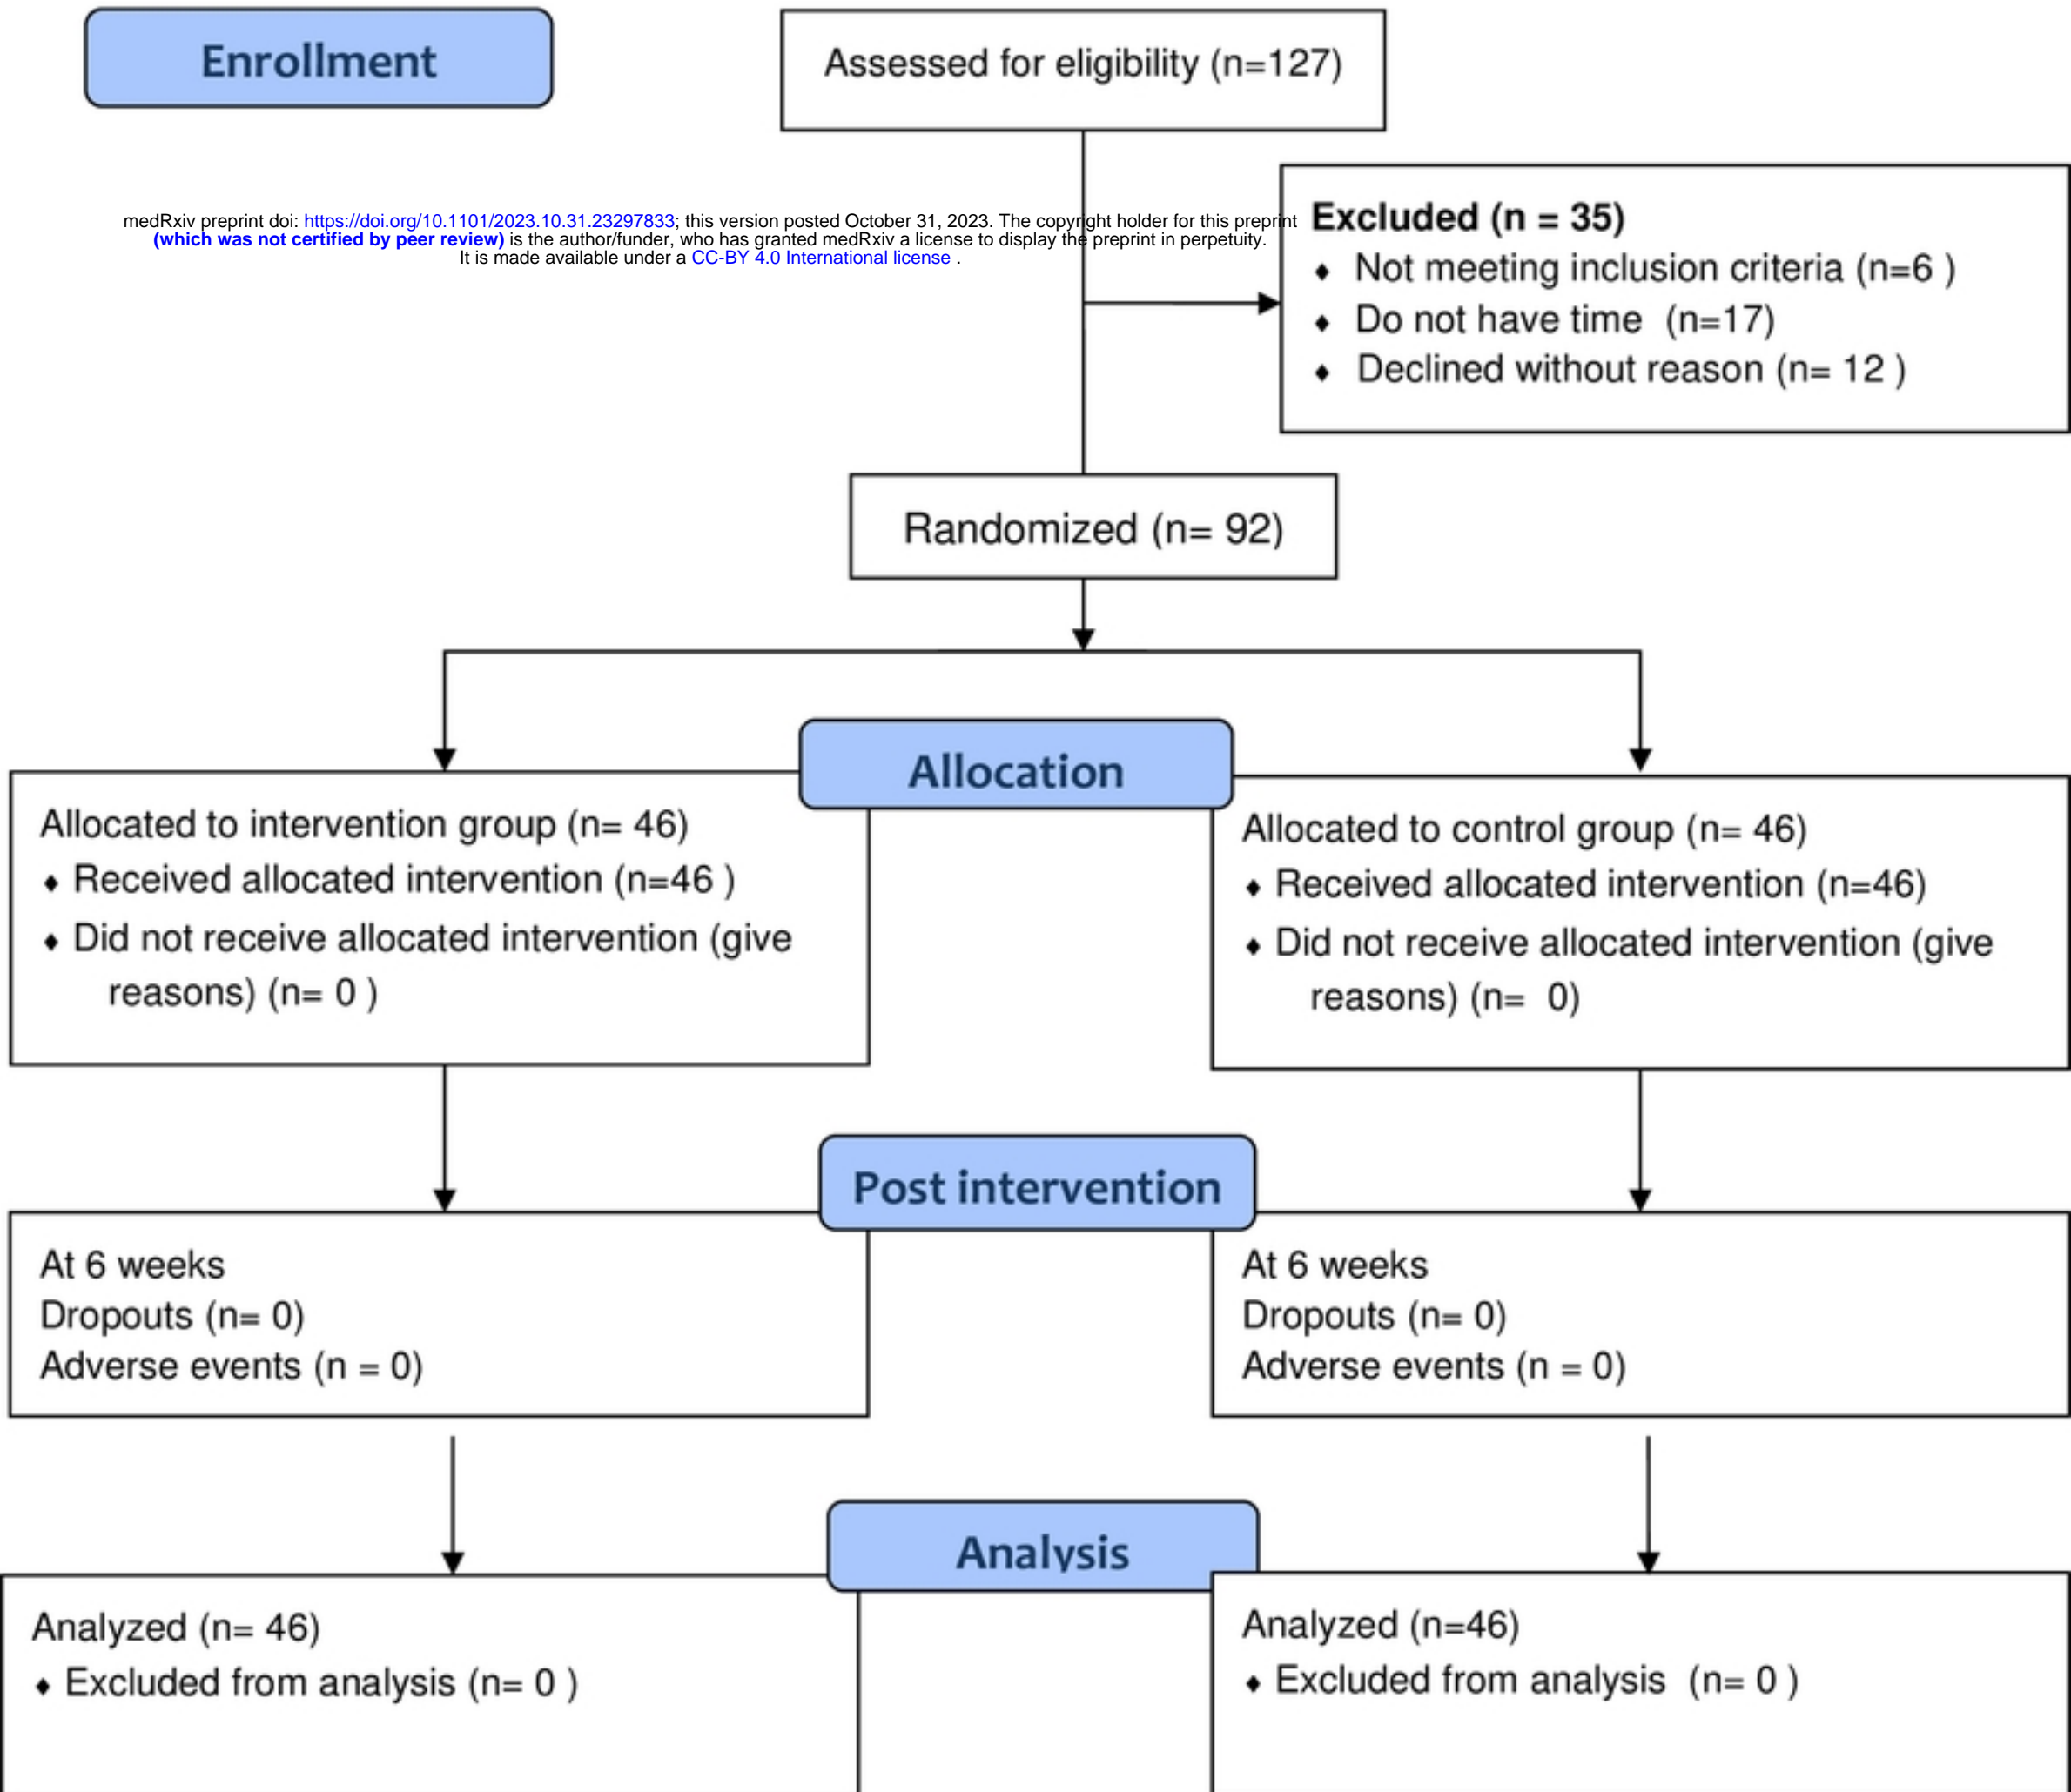 Enrollment
Assessed for eligibility (n=127)
medRxiv preprint doi: https://doi.org/10.1101/2023.10.31.23297833; this version posted October 31, 2023. The copyright holder for this preprint
(which was not certified by peer review) is the author/funder, who has granted medRxiv a license to display the preprint in perpetuity.
It is made available under a CC-BY 4.0 International license .
Excluded (n = 35)
♦ Not meeting inclusion criteria (n=6 )
♦ Do not have time  (n=17)
♦ Declined without reason (n= 12 )
Randomized (n= 92)
Allocation
Allocated to intervention group (n= 46)
♦ Received allocated intervention (n=46 )
♦ Did not receive allocated intervention (give
reasons) (n= 0 )
Allocated to control group (n= 46)
♦ Received allocated intervention (n=46)
♦ Did not receive allocated intervention (give
reasons) (n=  0)
Post intervention
At 6 weeks
Dropouts (n= 0)
Adverse events (n = 0)
At 6 weeks
Dropouts (n= 0)
Adverse events (n = 0)
Analysis
Analyzed (n= 46)
♦ Excluded from analysis (n= 0 )
Analyzed (n=46)
♦ Excluded from analysis  (n= 0 )